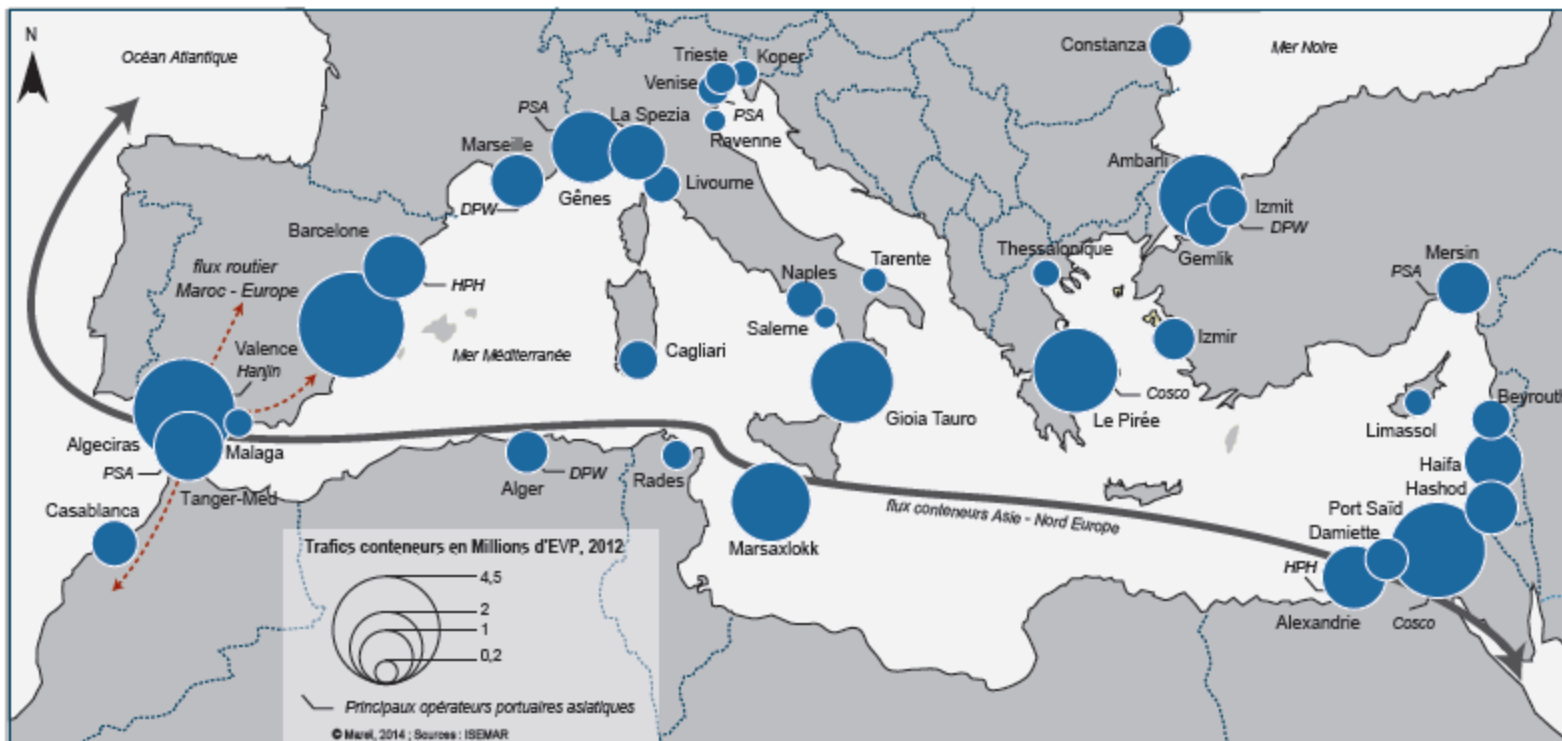 N
Océan Atlantique
Mer Noire
Constanza
Trieste
Koper
Venise
PSA
Ravenne
PSA
La Spezia
Marseille
DPW
Gênes
Livourne
Ambarli
Izmit
DPW
Gemlik
Barcelone
HPH
flux routier
Maroc - Europe
Valence
Hanjin
Mer Méditerranée
Cagliari
Naples
Tarente
Salerne
Thessalonique
Mersin
PSA
Izmir
Gioia Tauro
Cosco
Le Pirée
Limassol
Beyrouth
Haïfa
Hashod
Algeciras
PSA
Malaga
Tanger-Med
Casablanca
Alger
DPW
Rades
Marsaxlokk
flux conteneurs Asie - Nord Europe
Port Saïd
Damiette
HPH
Alexandrie
Cosco
Trafics conteneurs en Millions d'EVP, 2012
4,5
2
1
0,2
Principaux opérateurs portuaires asiatiques
© Marel, 2014 ; Sources : ISEMAR